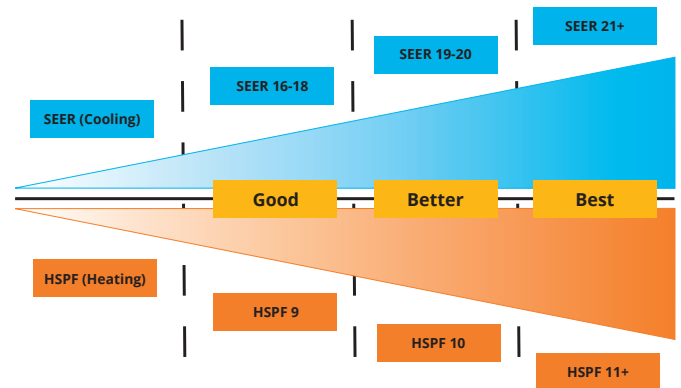 SEER 21+
SEER 19-20
SEER 16-18
SEER (Cooling)
Good
Better
Best
HSPF (Heating)
HSPF 9
HSPF 10
HSPF 11+